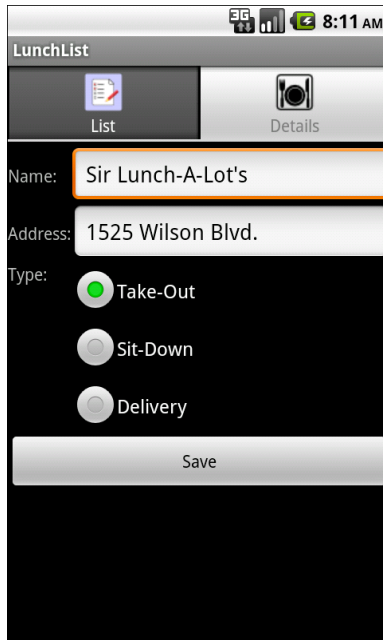 3G 8:11 AM
LunchList
List Details
Name: Sir Lunch-A-Lot's
Address: 1525 Wilson Blvd.
Type:
Take-Out
Sit-Down
Delivery
Save